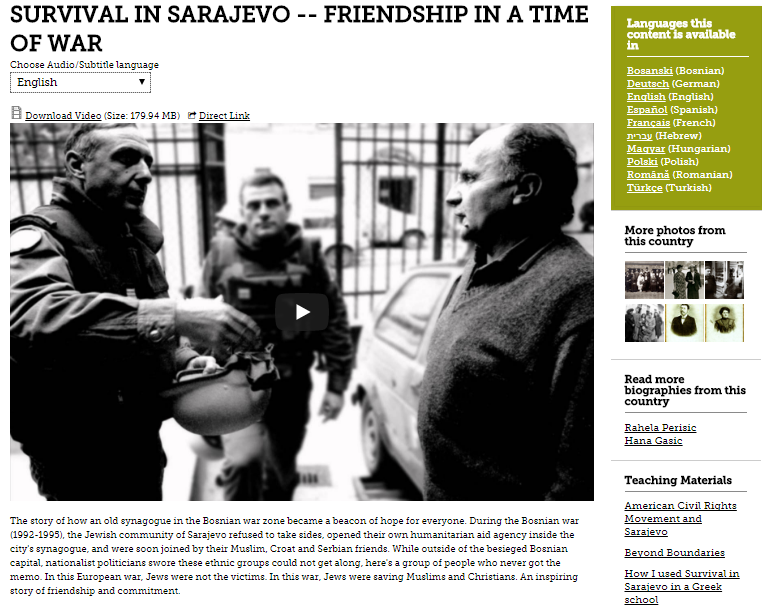 SURVIVAL IN SARAJEVO -- FRIENDSHIP IN A TIME
OF WAR
Choose Audio/Subtitle language
English
Download Video (Size: 179.94 MB) Direct Link
The story of how an old synagogue in the Bosnian war zone became a beacon of hope for everyone. During the Bosnian war
(1992-1995), the Jewish community of Sarajevo refused to take sides, opened their own humanitarian aid agency inside the
city's synagogue, and were soon joined by their Muslim, Croat and Serbian friends. While outside of the besieged Bosnian
capital, nationalist politicians swore these ethnic groups could not get along, here's a group of people who never got the
memo. In this European war, Jews were not the victims. In this war, Jews were saving Muslims and Christians. An inspiring
story of friendship and commitment.
Languages this
content is available
in
Bosanski (Bosnian)
Deutsch (German)
English (English)
Español (Spanish)
Français (French)
עברית (Hebrew)
Magyar (Hungarian)
Polski (Polish)
Română (Romanian)
Türkçe (Turkish)
More photos from
this country
Read more
biographies from this
country
Rahela Perisic
Hana Gasic
Teaching Materials
American Civil Rights
Movement and
Sarajevo
Beyond Boundaries
How I used Survival in
Sarajevo in a Greek
school